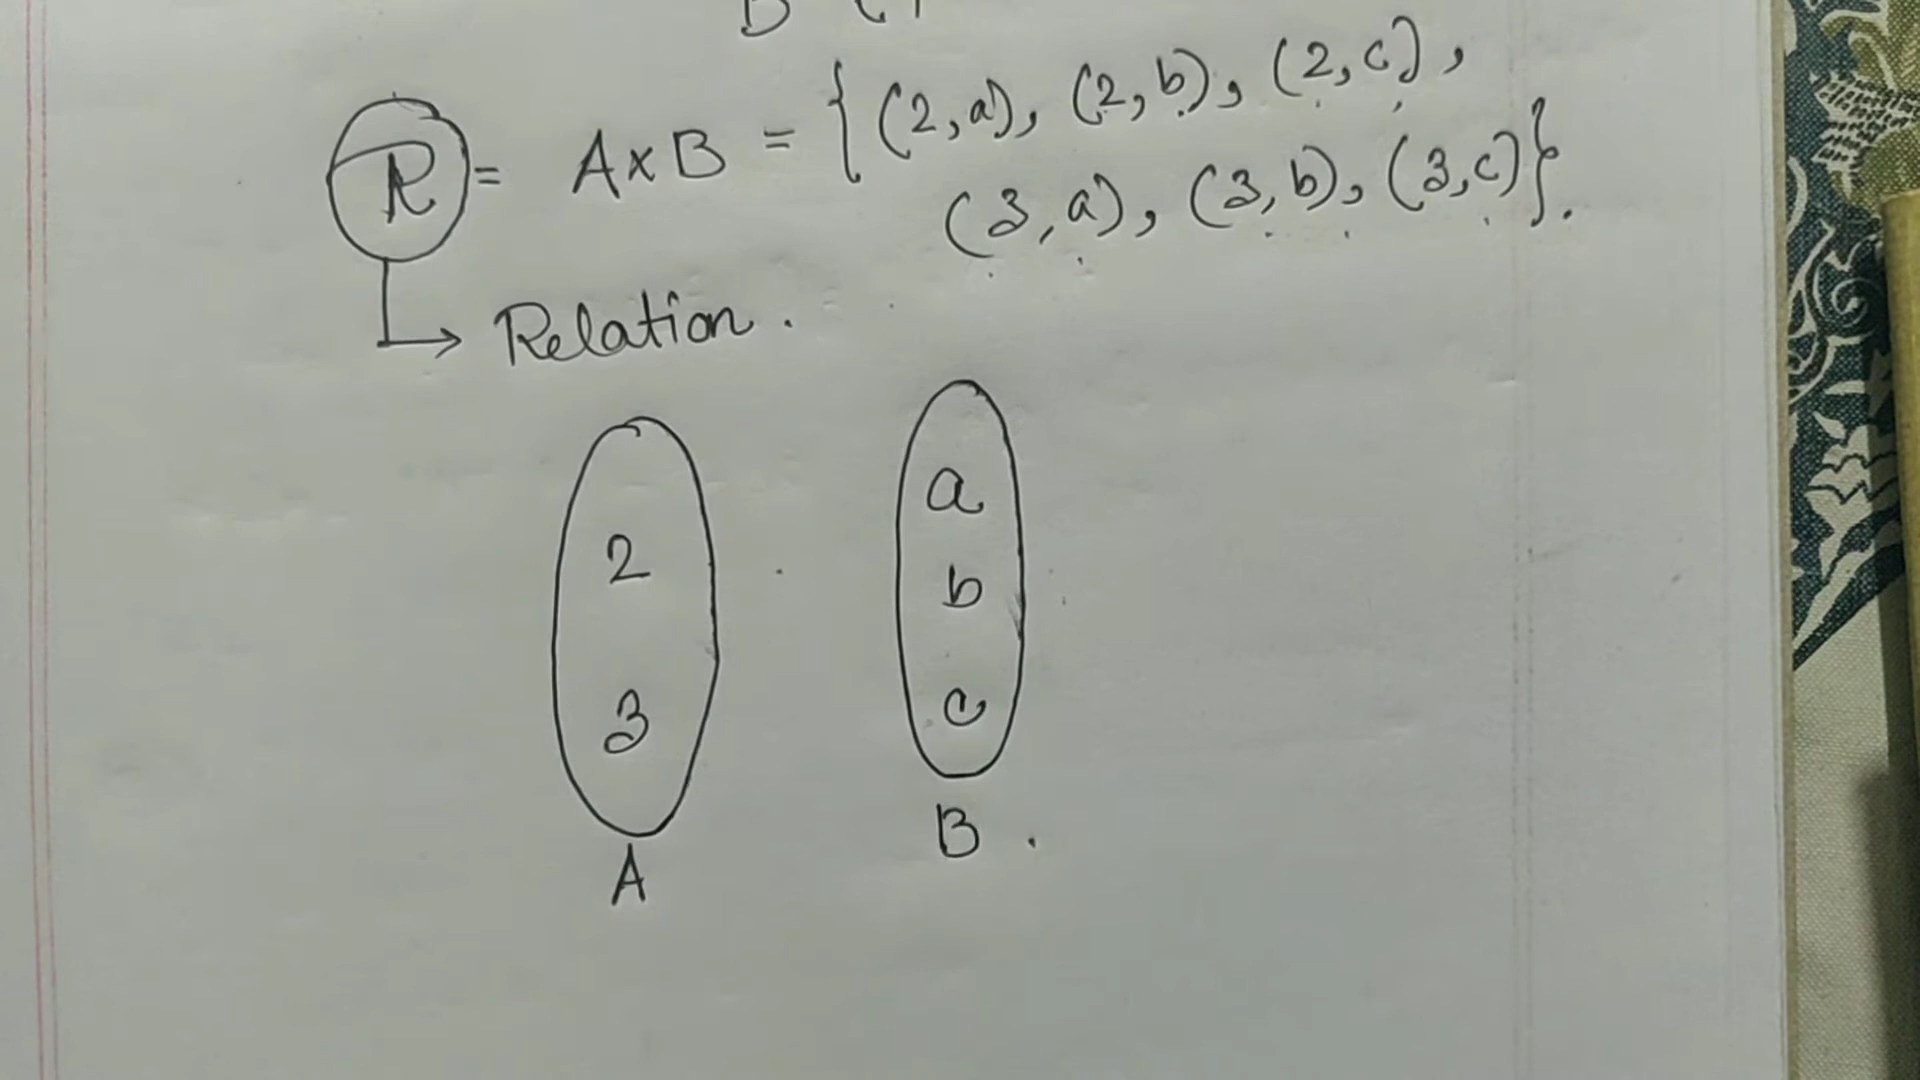 R = A×B = {(2,a), (2,b), (2,c),
(3,a), (3,b), (3,c)}.
Relation.
2
3
A
a
b
c
B.